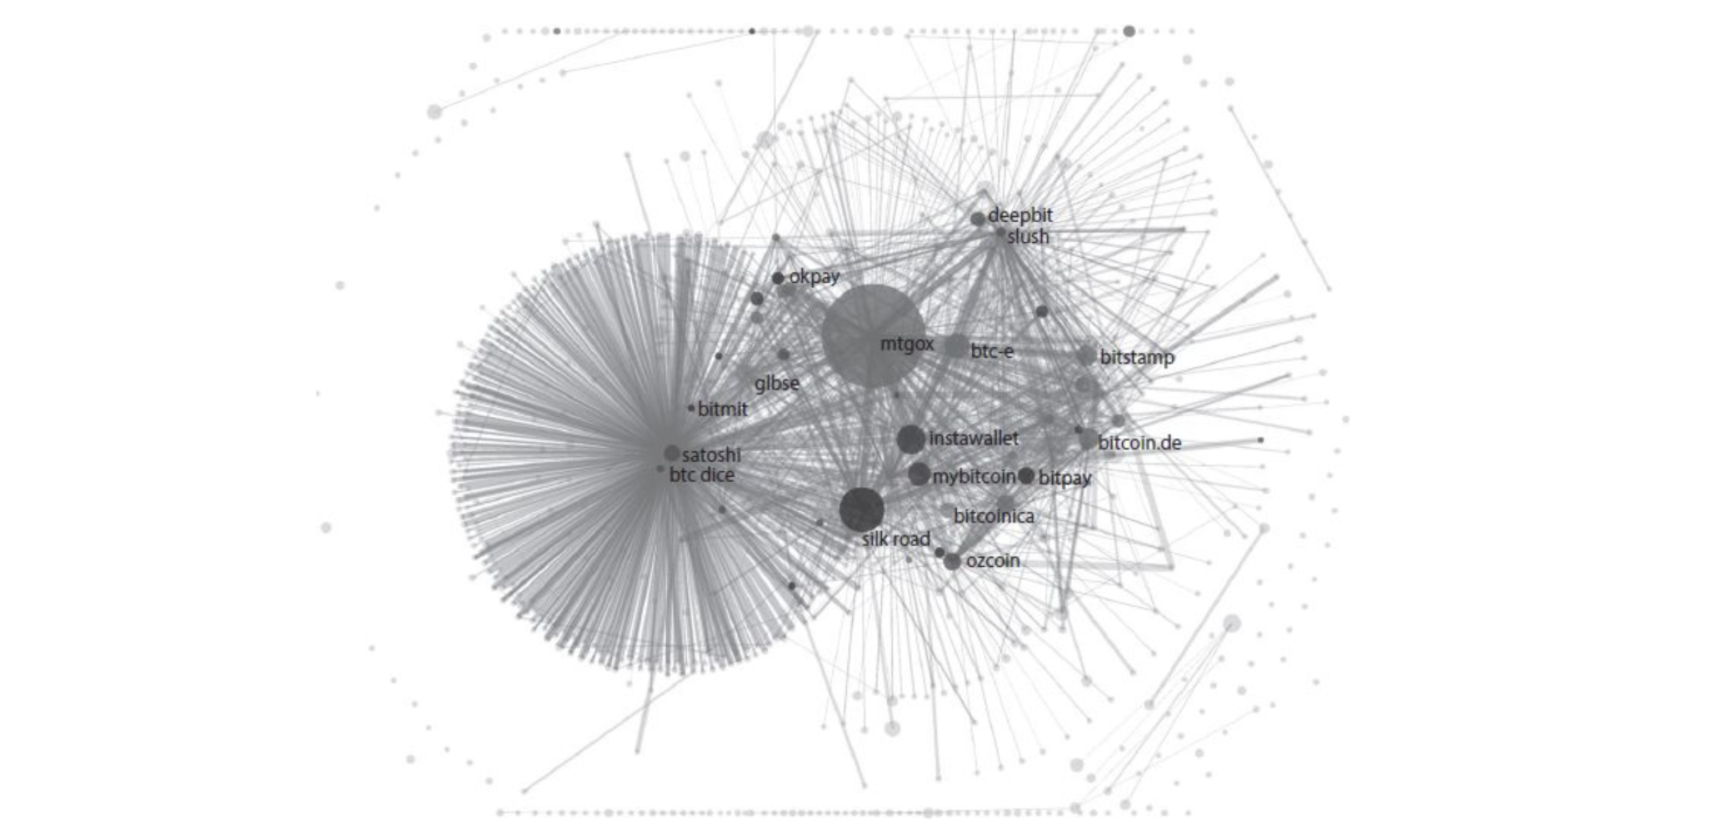 deepbit
slush
okpay
mtgox
btc-e
bitstamp
glbse
bitmit
instawallet
bitcoin.de
satoshi
btc dice
mybitcoin
bitpay
bitcoinica
silk road
ozcoin